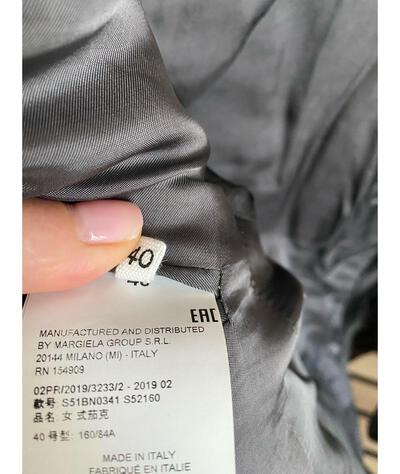 40
40
EAC
MANUFACTURED AND DISTRIBUTED
BY MARGIELA GROUP S.R.L.
20144 MILANO (MI) - ITALY
RN 154909
02PR/2019/3233/2 - 2019 02
款号: S51BN0341 S52160
品名: 女 式茄克
40 号型: 160/84A
MADE IN ITALY
FABRIQUÉ EN ITALIE